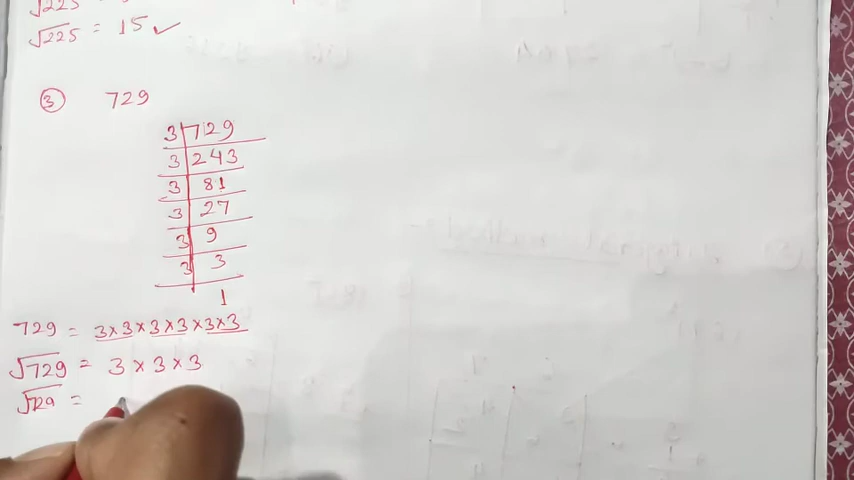 √225 =
√225 = 15 ✓
③ 729
3 | 729
3 | 243
3 | 81
3 | 27
3 | 9
3 | 3
1
729 = 3 × 3 × 3 × 3 × 3 × 3
√729 = 3 × 3 × 3
√729 =